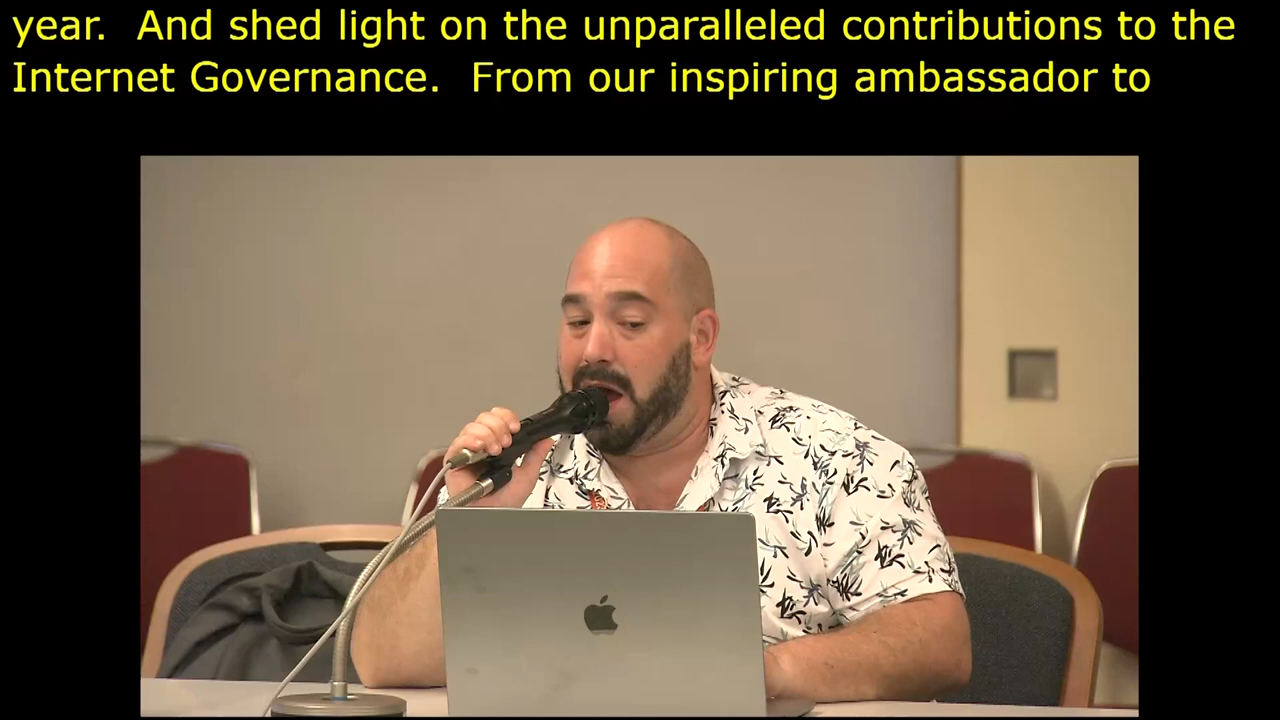 year.  And shed light on the unparalleled contributions to the
Internet Governance.  From our inspiring ambassador to